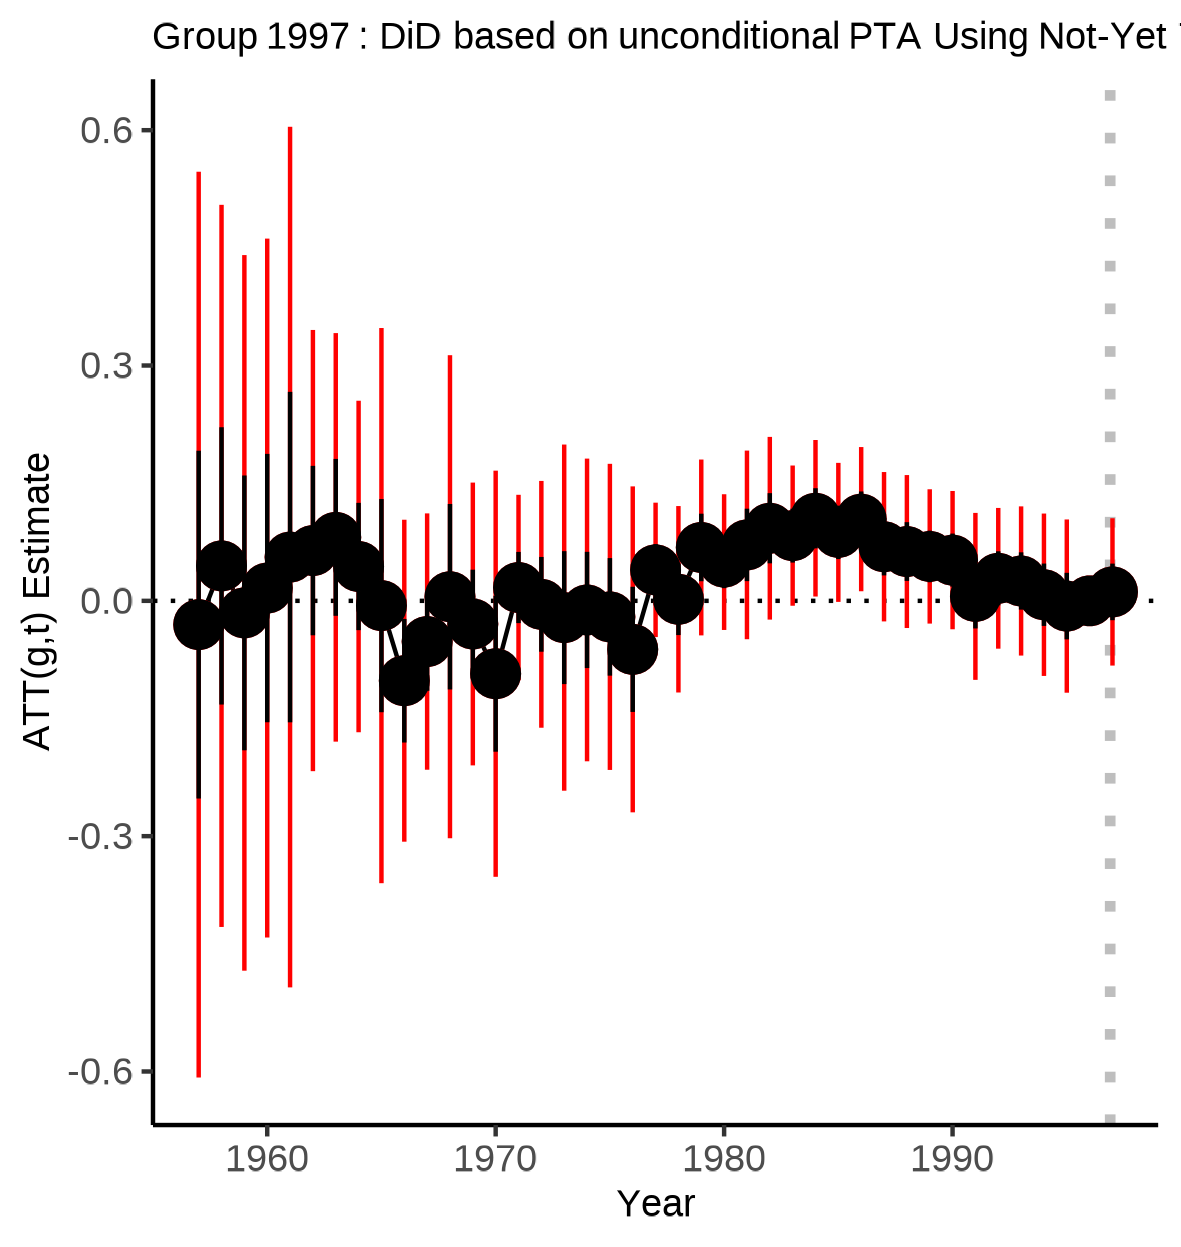 Group 1997 : DiD based on unconditional PTA Using Not-Yet
0.6
0.3
0.0
-0.3
-0.6
ATT(g,t) Estimate
1960 1970 1980 1990
Year